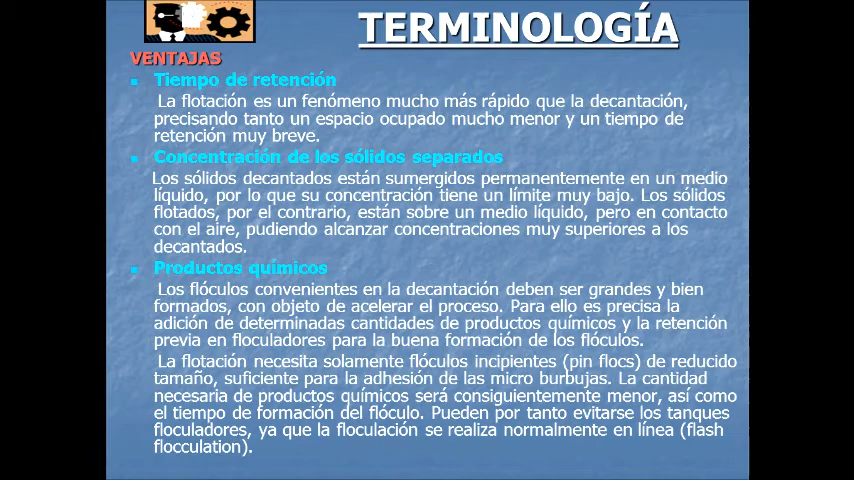 TERMINOLOGÍA
VENTAJAS
Tiempo de retención
La flotación es un fenómeno mucho más rápido que la decantación,
precisando tanto un espacio ocupado mucho menor y un tiempo de
retención muy breve.
Concentración de los sólidos separados
Los sólidos decantados están sumergidos permanentemente en un medio
líquido, por lo que su concentración tiene un límite muy bajo. Los sólidos
flotados, por el contrario, están sobre un medio líquido, pero en contacto
con el aire, pudiendo alcanzar concentraciones muy superiores a los
decantados.
Productos químicos
Los flóculos convenientes en la decantación deben ser grandes y bien
formados, con objeto de acelerar el proceso. Para ello es precisa la
adición de determinadas cantidades de productos químicos y la retención
previa en floculadores para la buena formación de los flóculos.
La flotación necesita solamente flóculos incipientes (pin flocs) de reducido
tamaño, suficiente para la adhesión de las micro burbujas. La cantidad
necesaria de productos químicos será consiguientemente menor, así como
el tiempo de formación del flóculo. Pueden por tanto evitarse los tanques
floculadores, ya que la floculación se realiza normalmente en línea (flash
flocculation).